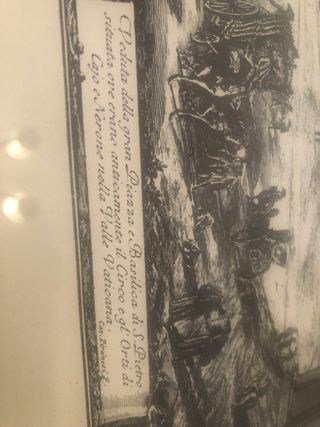 Veduta della gran Piazza e Basilica di S. Pietro
situata ove erano anticamente il Circo e gl' Orti di
Cajo e Nerone nella Valle Vaticana.
Cav. Piranesi F.